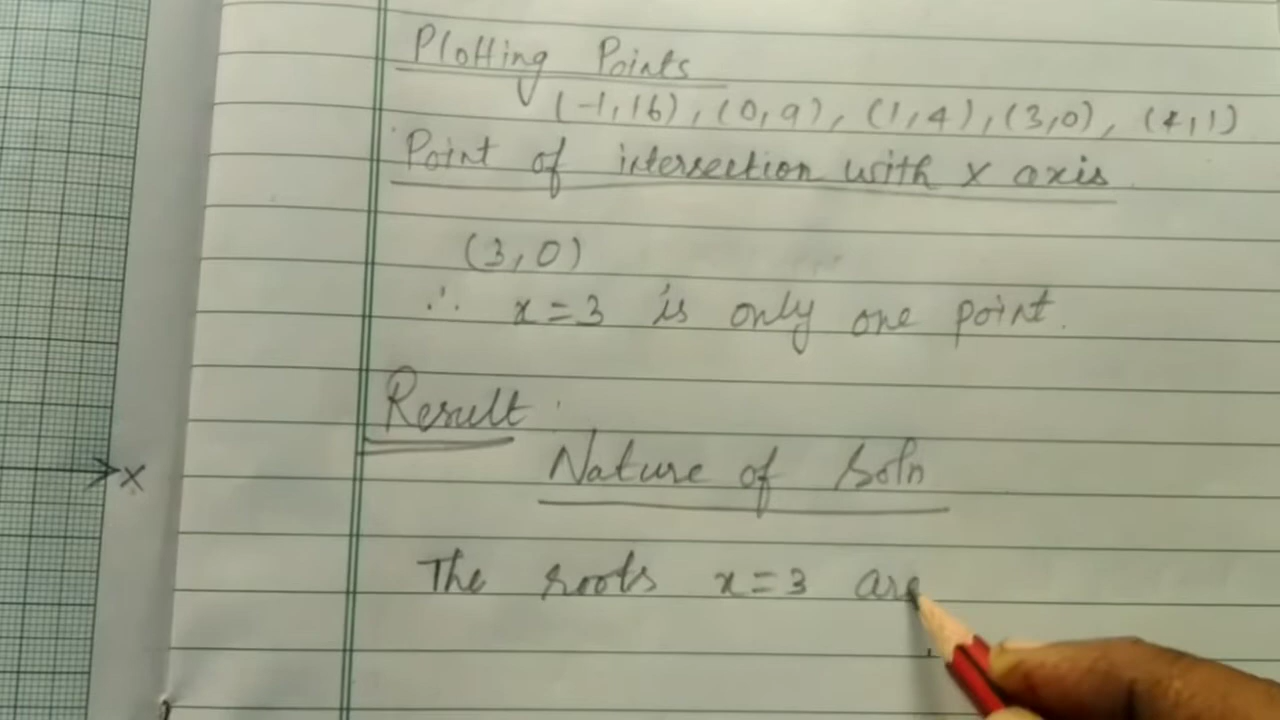 Plotting Points
(-1,16), (0,9), (1,4), (3,0), (4,1)
Point of intersection with X axis
(3,0)
∴ x=3 is only one point.
Result:
Nature of Soln
X
The roots x=3 are